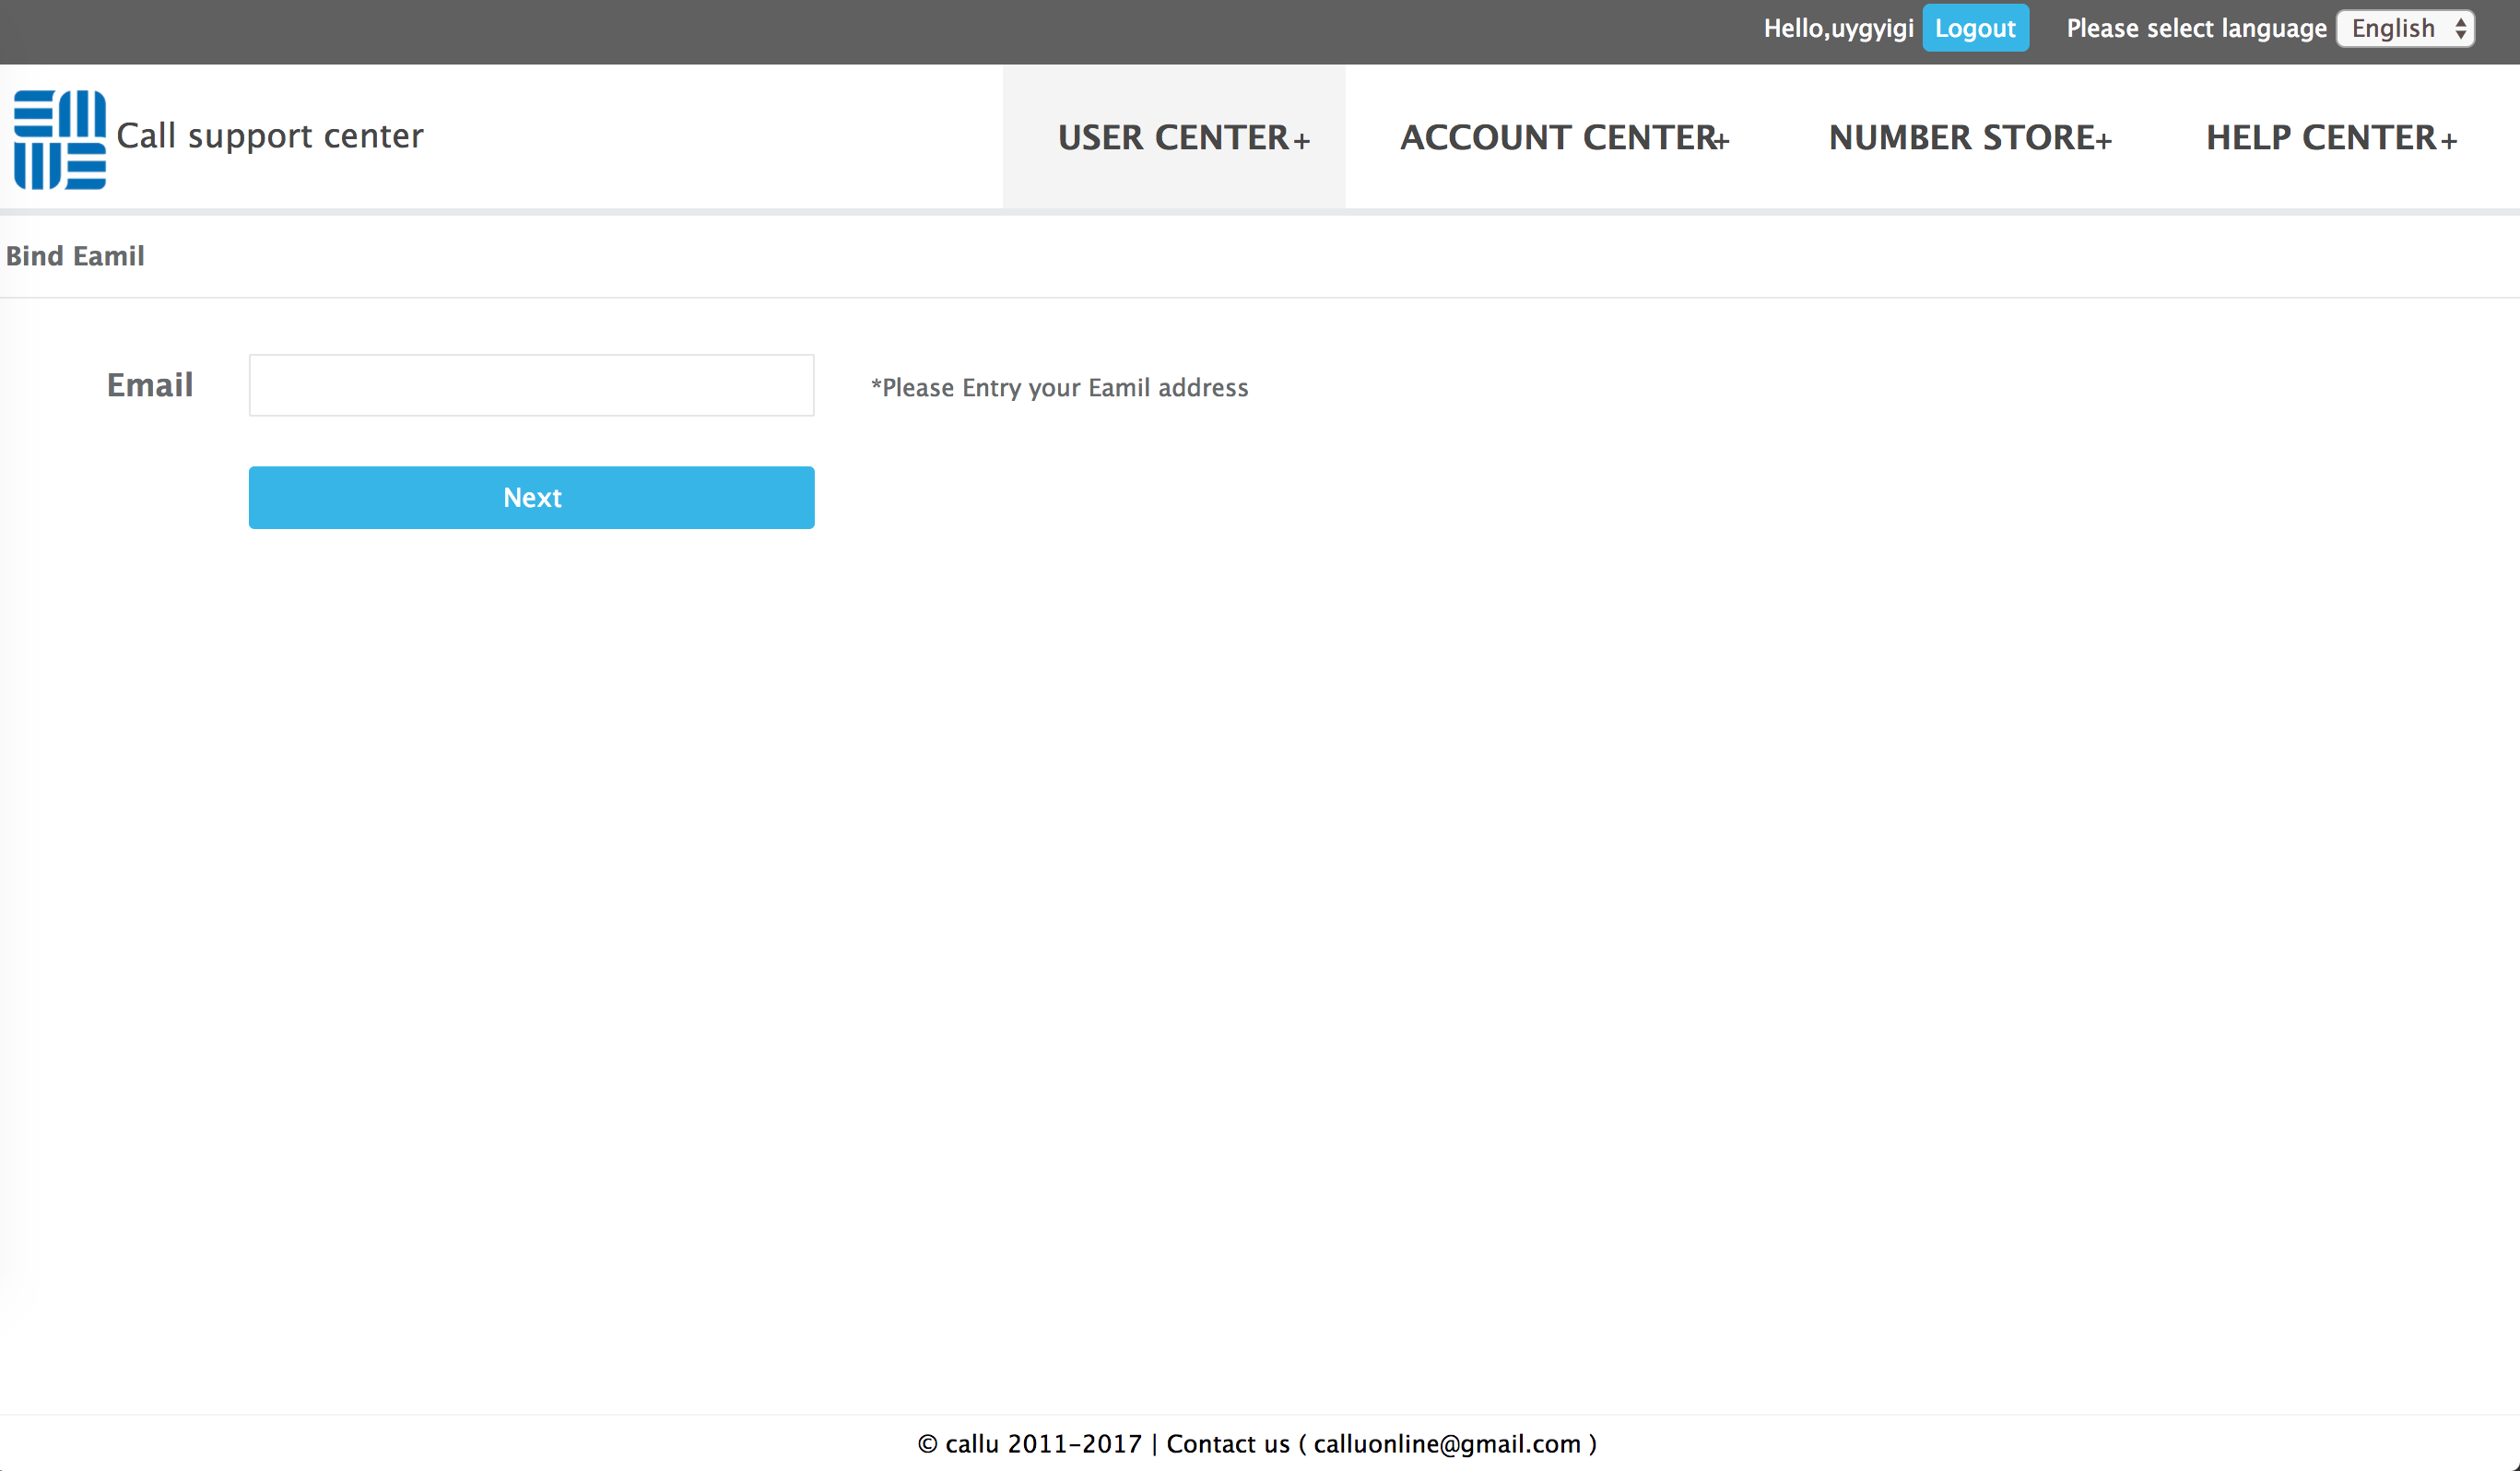 Hello,uygyigi Logout Please select language English
Call support center
USER CENTER+ ACCOUNT CENTER+ NUMBER STORE+ HELP CENTER+
Bind Eamil
Email *Please Entry your Eamil address
Next
© callu 2011-2017 | Contact us ( calluonline@gmail.com )